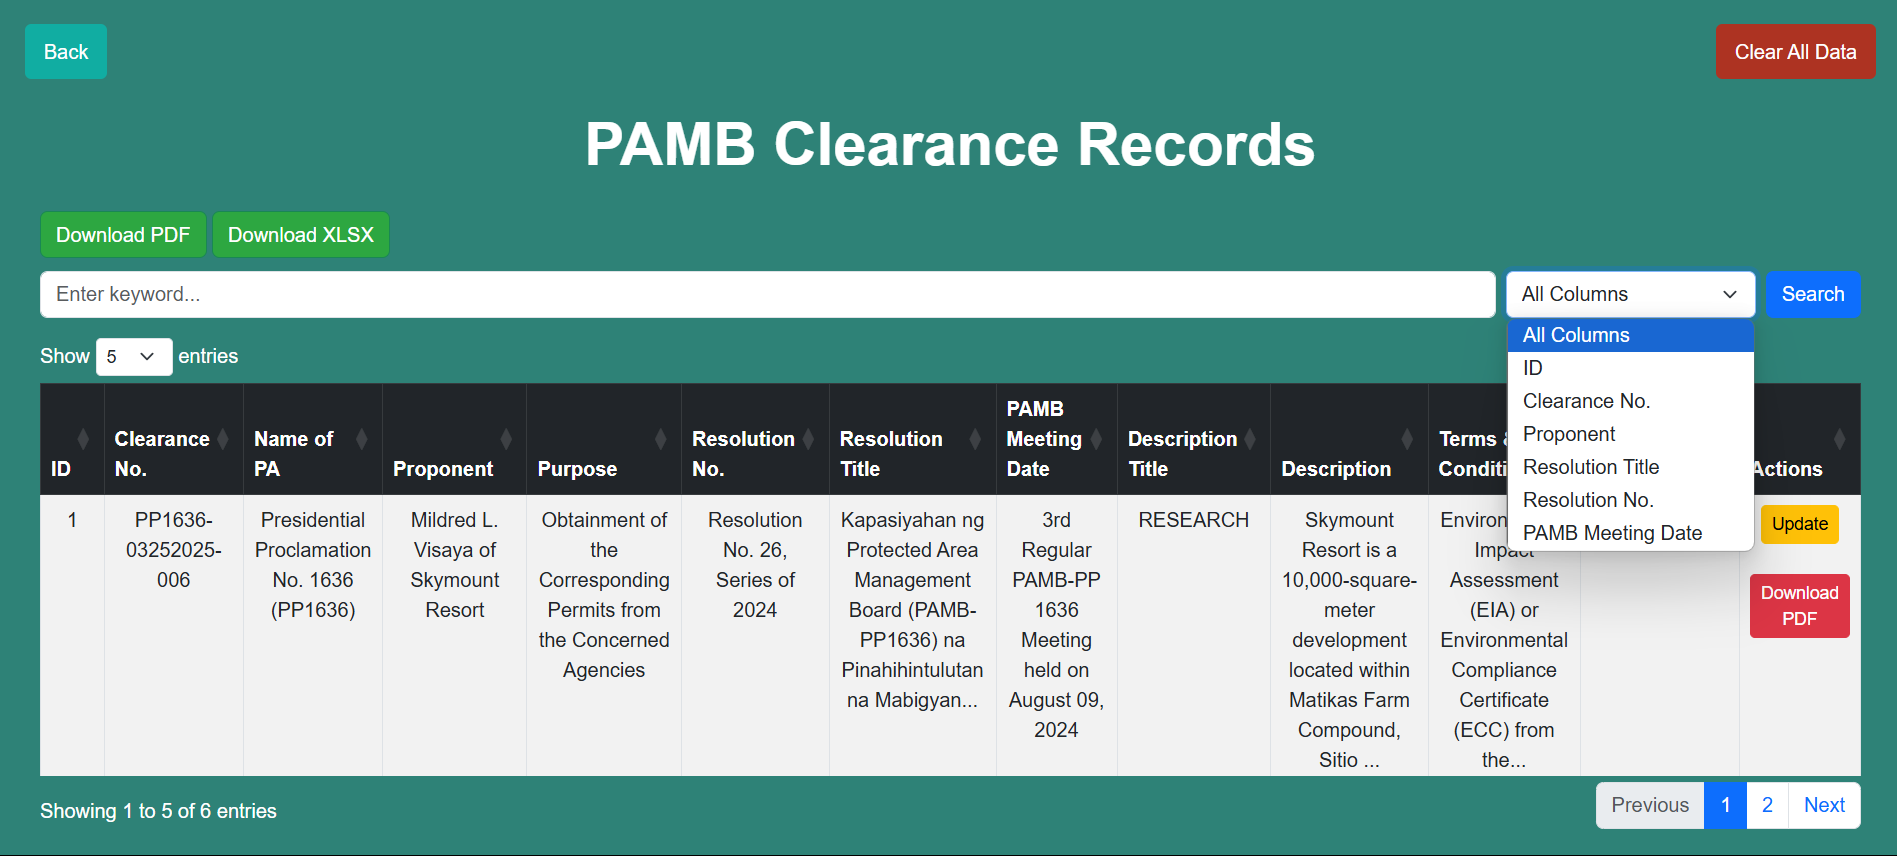 Back
Clear All Data
PAMB Clearance Records
Download PDF Download XLSX
Enter keyword... All Columns Search
All Columns
ID
Clearance No.
Proponent
Resolution Title
Resolution No.
PAMB Meeting Date
Show 5 entries
ID
Clearance
No.
Name of
PA
Proponent
Purpose
Resolution
No.
Resolution
Title
PAMB
Meeting
Date
Description
Title
Description
Terms
Actions
1
PP1636-
03252025-
006
Presidential
Proclamation
No. 1636
(PP1636)
Mildred L.
Visaya of
Skymount
Resort
Obtainment of
the
Corresponding
Permits from
the Concerned
Agencies
Resolution
No. 26,
Series of
2024
Kapasiyahan ng
Protected Area
Management
Board (PAMB-
PP1636) na
Pinahihintulutan
na Mabigyan...
3rd
Regular
PAMB-PP
1636
Meeting
held on
August 09,
2024
RESEARCH
Skymount
Resort is a
10,000-square-
meter
development
located within
Matikas Farm
Compound,
Sitio ...
Impact
Assessment
(EIA) or
Environmental
Compliance
Certificate
(ECC) from
the...
Update
Download
PDF
Showing 1 to 5 of 6 entries
Previous 1 2 Next